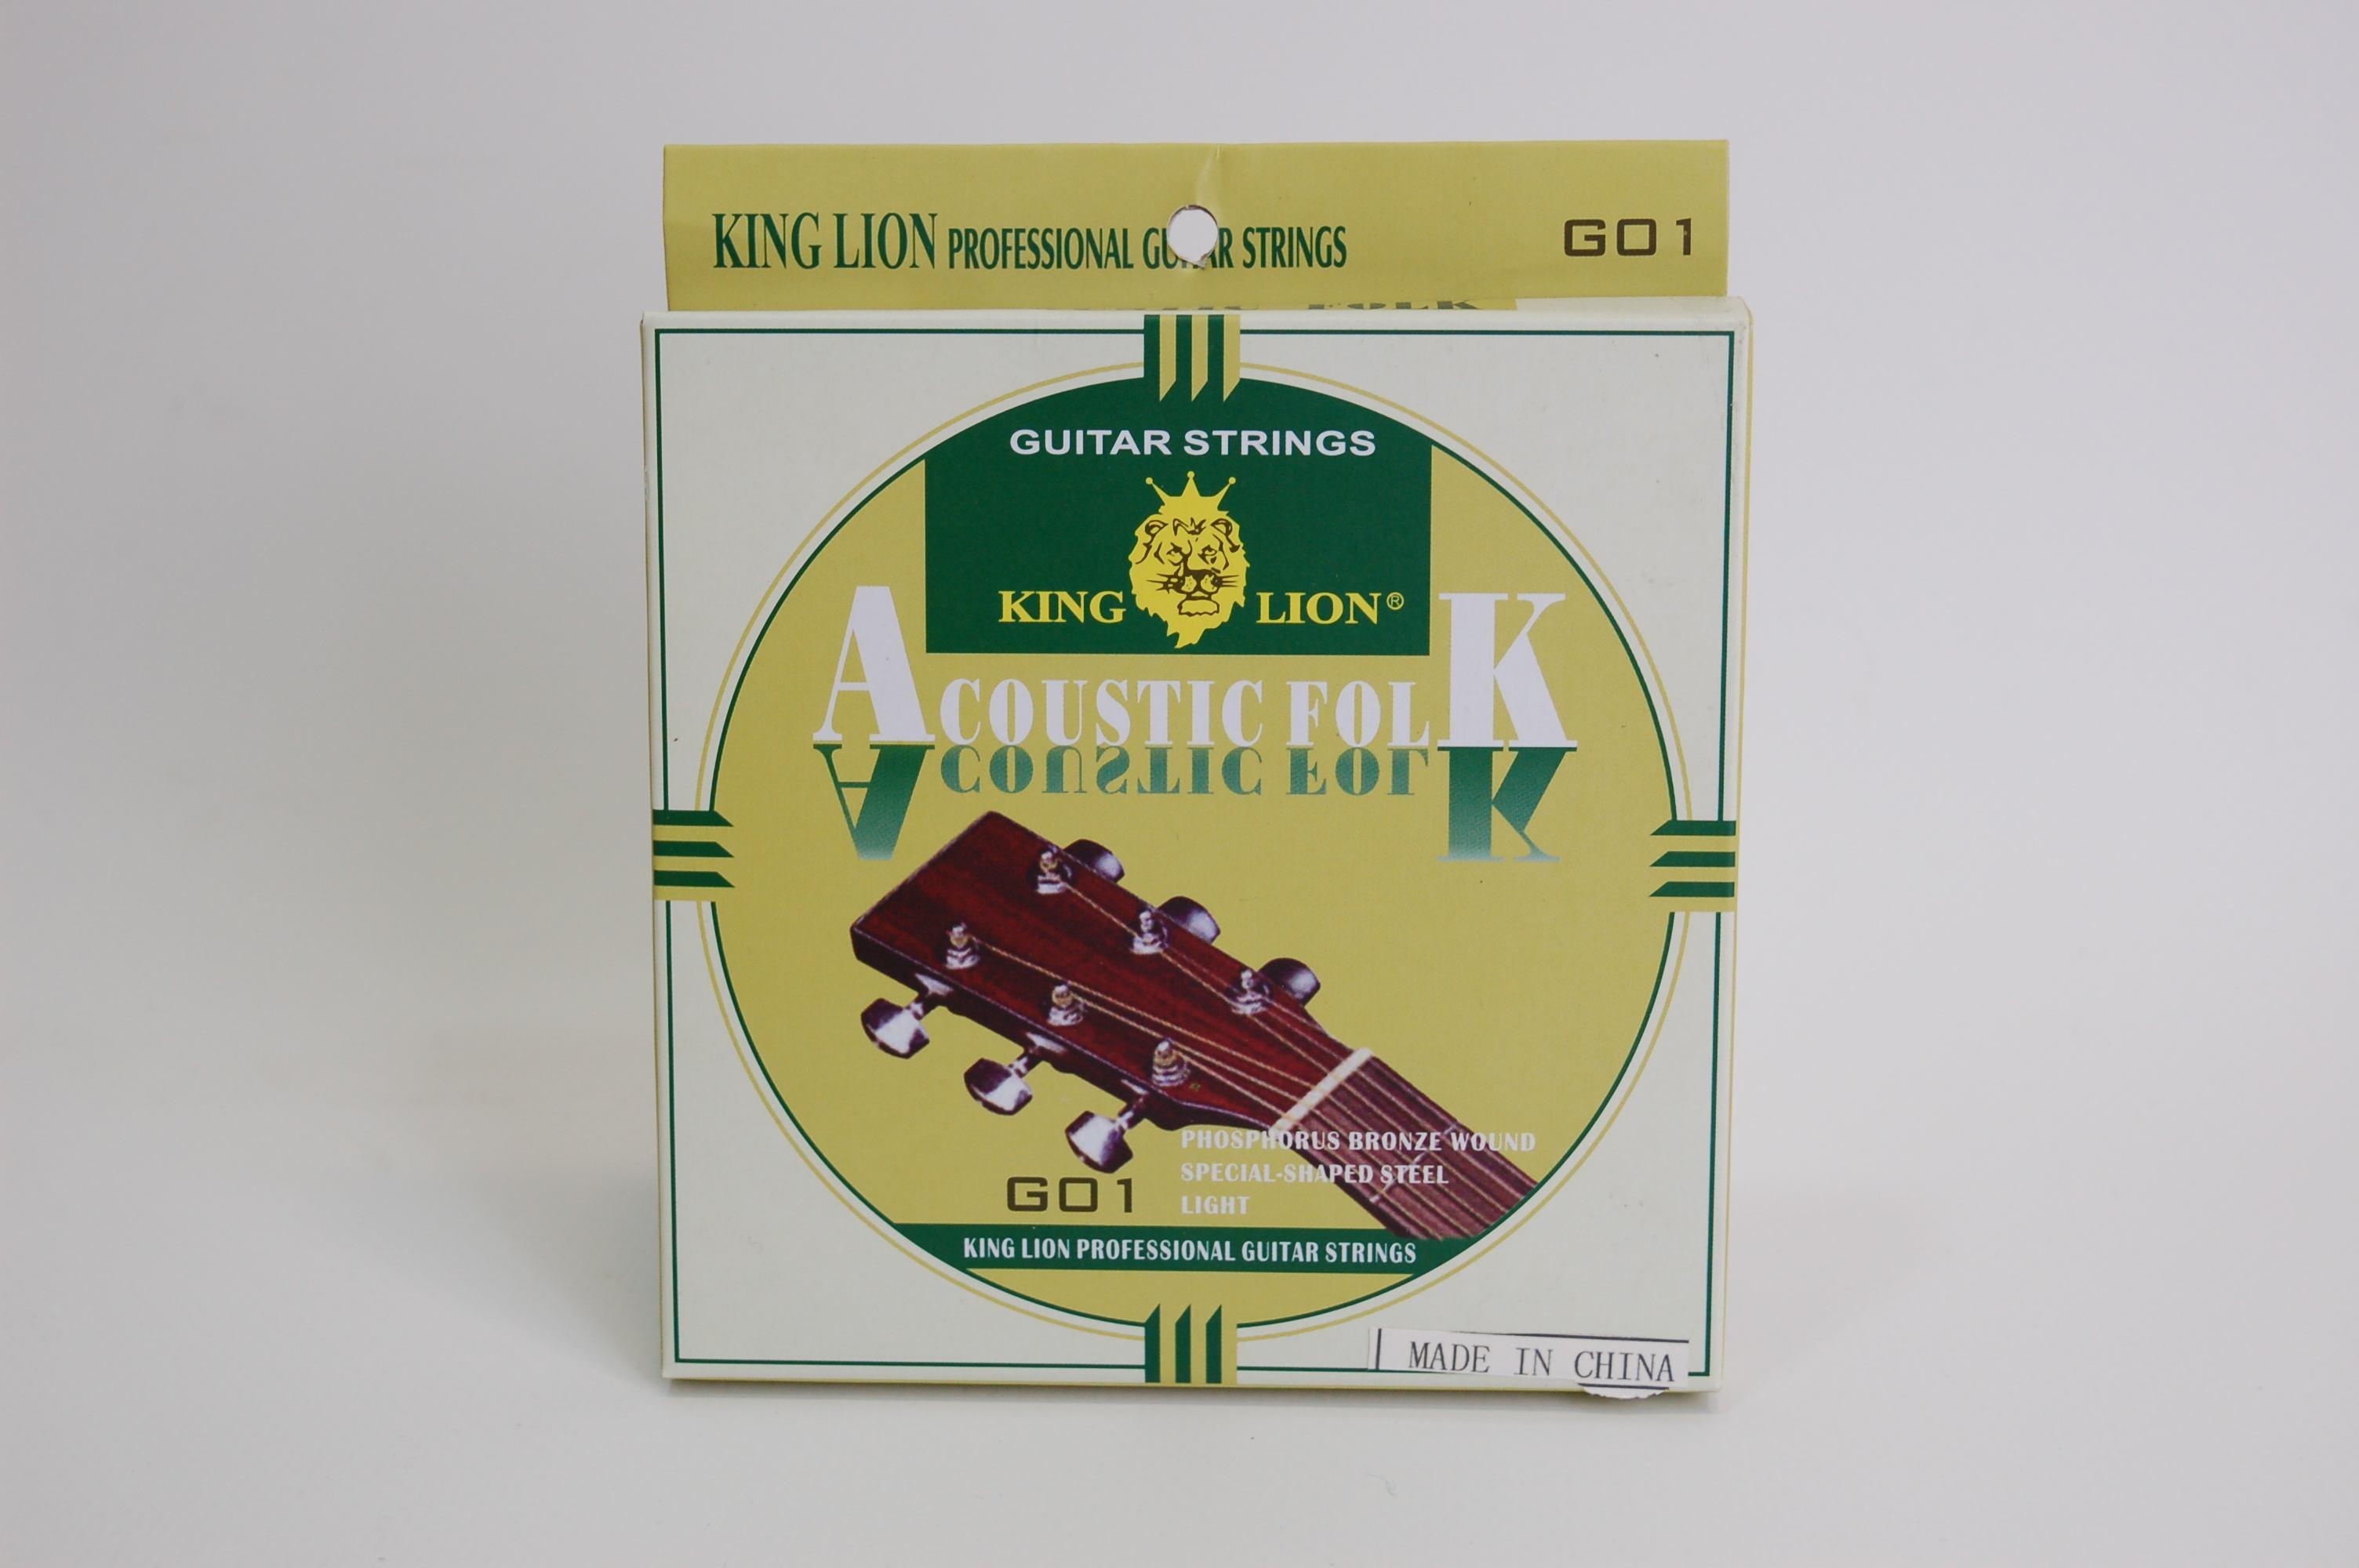 KING LION PROFESSIONAL GUITAR STRINGS G01
FOLK
GUITAR STRINGS
KING LION®
ACOUSTIC FOLK
ACOUSTIC FOLK
PHOSPHORUS BRONZE WOUND
SPECIAL-SHAPED STEEL
LIGHT
G01
KING LION PROFESSIONAL GUITAR STRINGS
MADE IN CHINA